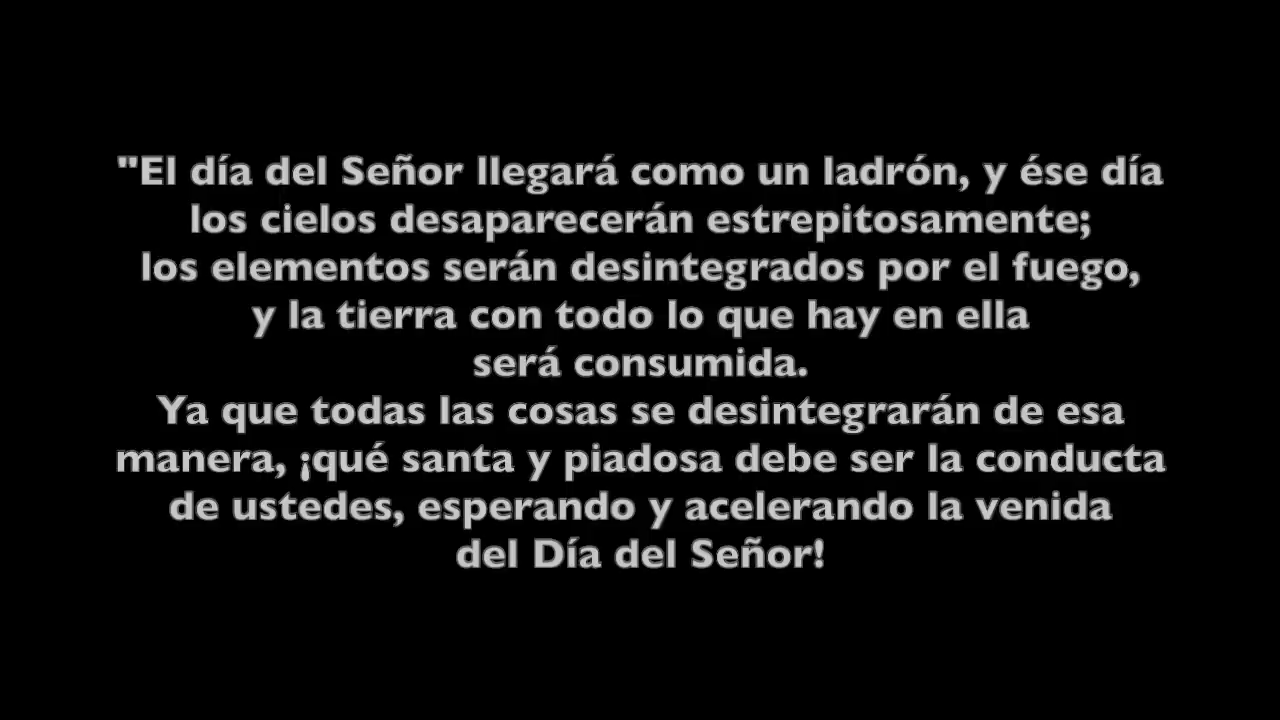 "El día del Señor llegará como un ladrón, y ése día
los cielos desaparecerán estrepitosamente;
los elementos serán desintegrados por el fuego,
y la tierra con todo lo que hay en ella
será consumida.
Ya que todas las cosas se desintegrarán de esa
manera, ¡qué santa y piadosa debe ser la conducta
de ustedes, esperando y acelerando la venida
del Día del Señor!